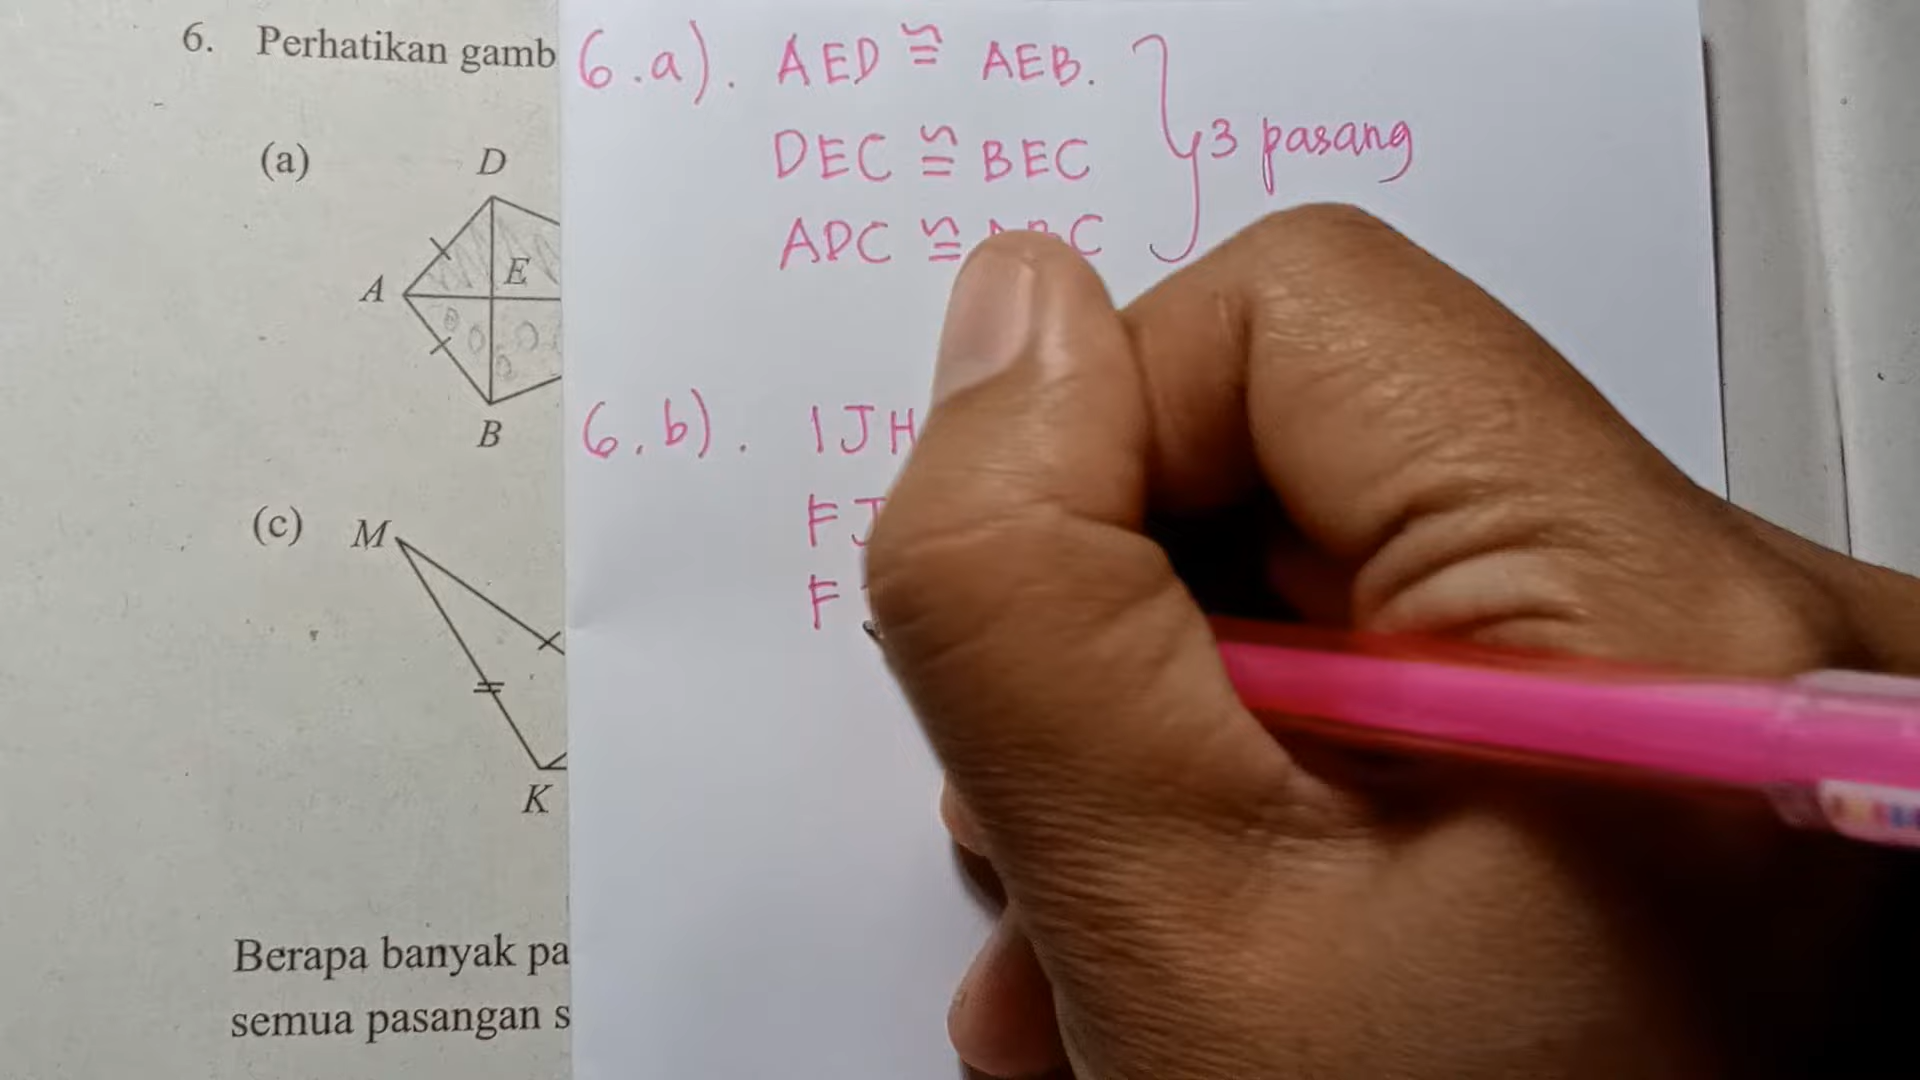 6. Perhatikan gamb
(a)
D
A
E
B
(c)
M
K
Berapa banyak pa
semua pasangan s
6.a). AED ≅ AEB.
DEC ≅ BEC
ADC ≅ C
3 pasang
6.b). IJH
FJ
F